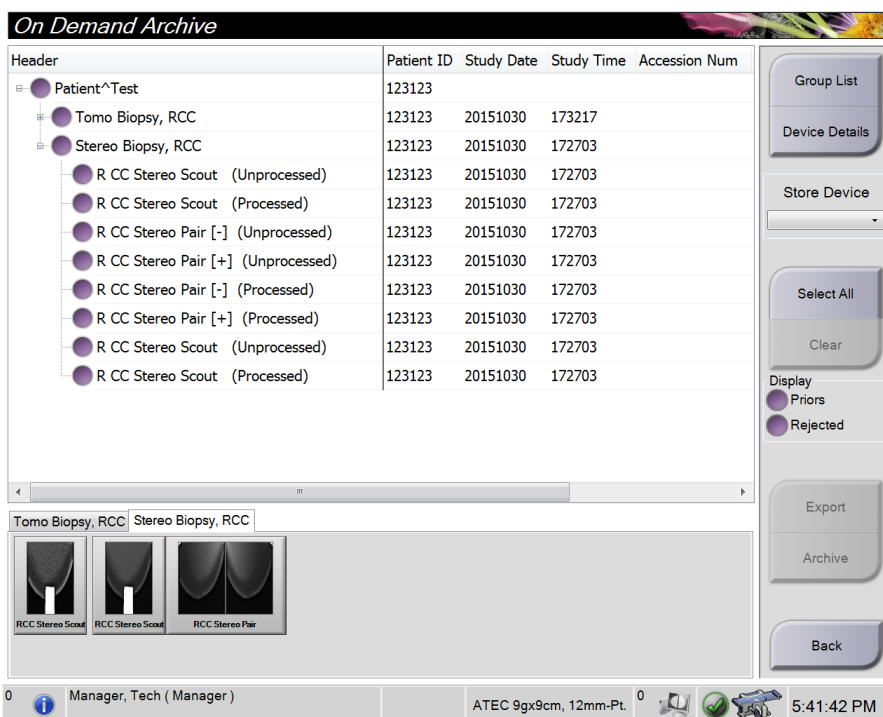 On Demand Archive
Header Patient ID Study Date Study Time Accession Num
Patient^Test 123123
Tomo Biopsy, RCC 123123 20151030 173217
Stereo Biopsy, RCC 123123 20151030 172703
R CC Stereo Scout (Unprocessed) 123123 20151030 172703
R CC Stereo Scout (Processed) 123123 20151030 172703
R CC Stereo Pair [-] (Unprocessed) 123123 20151030 172703
R CC Stereo Pair [+] (Unprocessed) 123123 20151030 172703
R CC Stereo Pair [-] (Processed) 123123 20151030 172703
R CC Stereo Pair [+] (Processed) 123123 20151030 172703
R CC Stereo Scout (Unprocessed) 123123 20151030 172703
R CC Stereo Scout (Processed) 123123 20151030 172703
Group List
Device Details
Store Device
Select All
Clear
Display
Priors
Rejected
Export
Archive
Back
Tomo Biopsy, RCC Stereo Biopsy, RCC
RCC Stereo Scout RCC Stereo Scout RCC Stereo Pair
0 Manager, Tech ( Manager ) ATEC 9gx9cm, 12mm-Pt. 0 5:41:42 PM